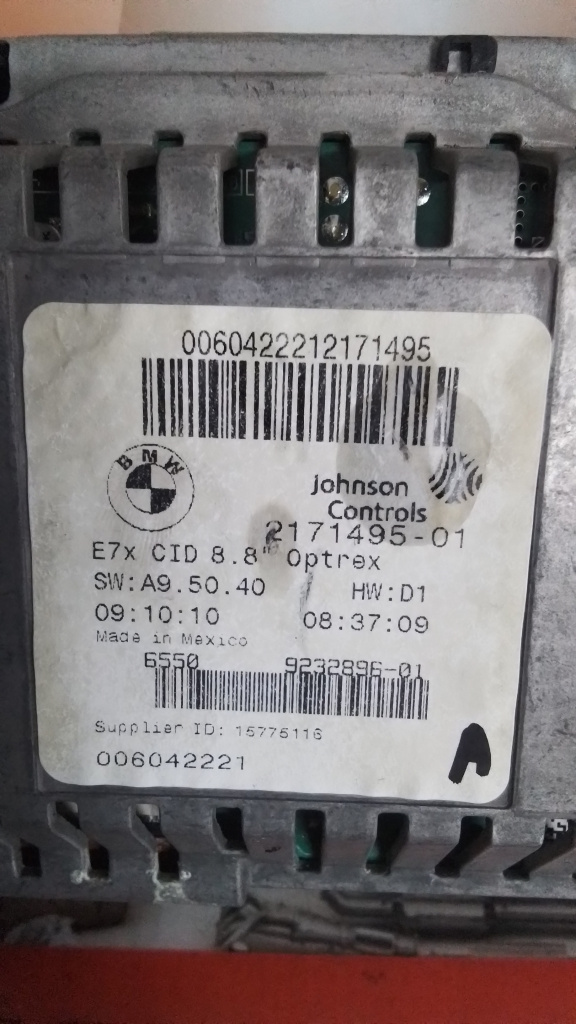 0060422212171495
BMW
Johnson Controls
2171495-01
E7x CID 8.8" Optrex
SW:A9.50.40 HW:D1
09:10:10 08:37:09
Made in Mexico
6550 9232896-01
Supplier ID: 15775116
006042221
A